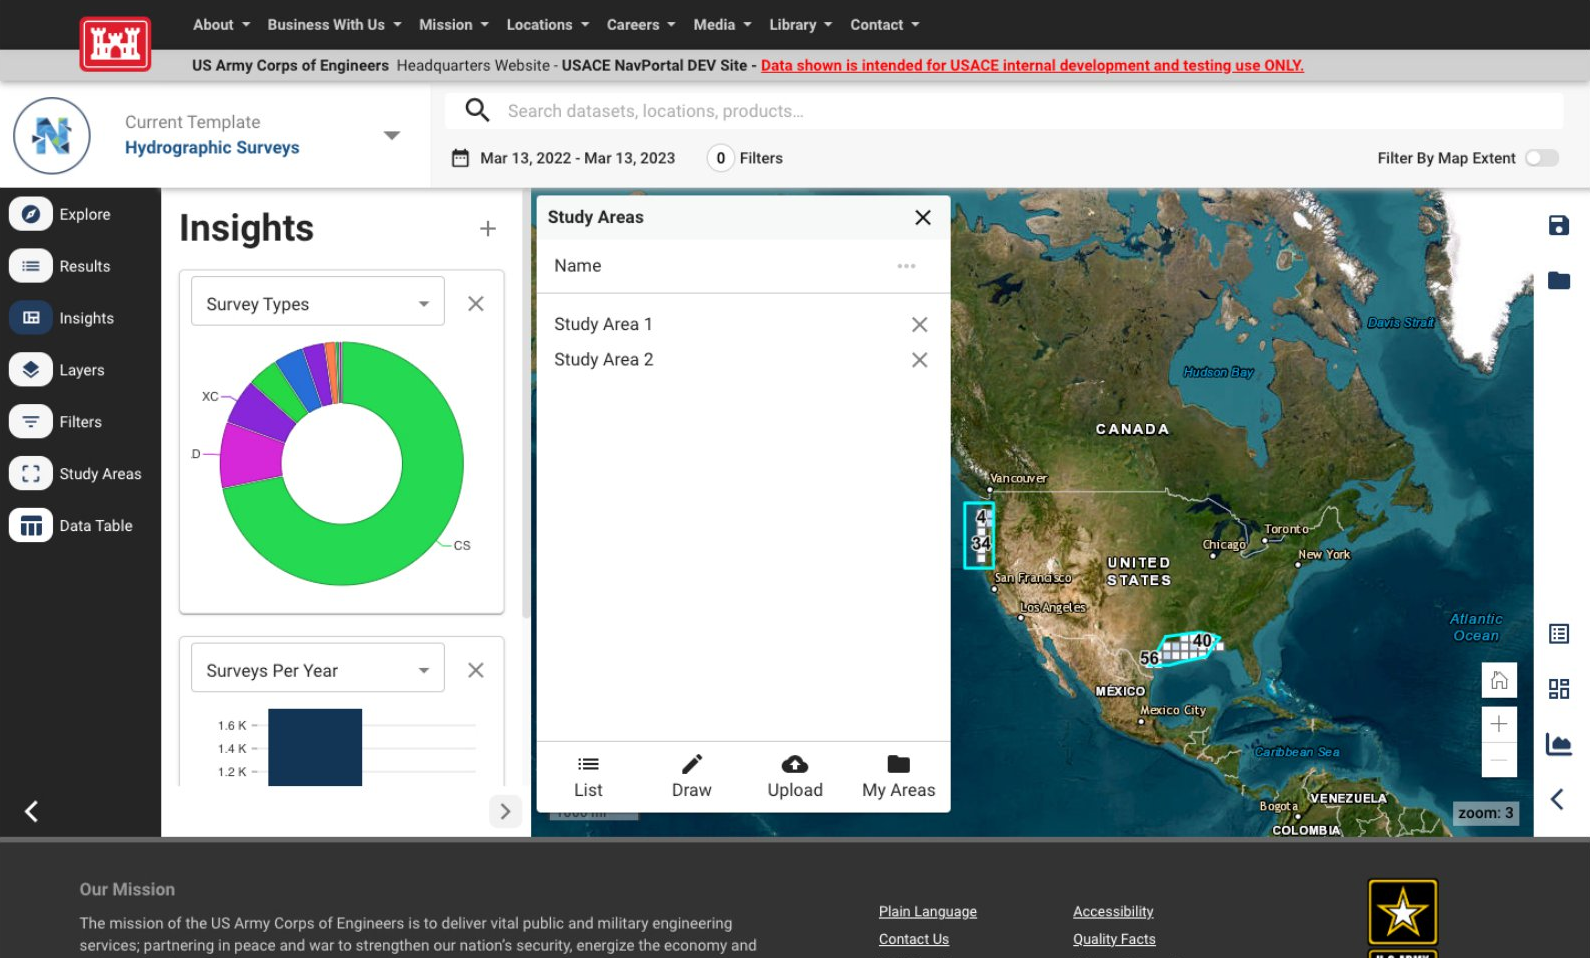 About Business With Us Mission Locations Careers Media Library Contact
US Army Corps of Engineers Headquarters Website - USACE NavPortal DEV Site - Data shown is intended for USACE internal development and testing use ONLY.
Current Template
Hydrographic Surveys
Search datasets, locations, products...
Mar 13, 2022 - Mar 13, 2023
0 Filters
Filter By Map Extent
Explore
Results
Insights
Layers
Filters
Study Areas
Data Table
Insights
Survey Types
XC
.D
CS
Surveys Per Year
1.6 K
1.4 K
1.2 K
Study Areas
Name
Study Area 1
Study Area 2
List
Draw
Upload
My Areas
Davis Strait
Hudson Bay
CANADA
Vancouver
4
34
Toronto
Chicago
New York
UNITED
STATES
San Francisco
Los Angeles
Atlantic
Ocean
40
56
MÉXICO
Mexico City
Caribbean Sea
VENEZUELA
Bogota
COLOMBIA
zoom: 3
Our Mission
The mission of the US Army Corps of Engineers is to deliver vital public and military engineering
services; partnering in peace and war to strengthen our nation's security, energize the economy and
Plain Language
Contact Us
Accessibility
Quality Facts